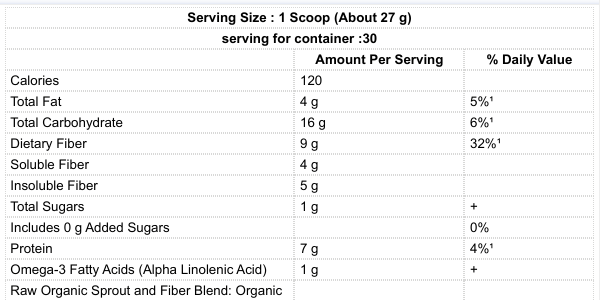 Serving Size : 1 Scoop (About 27 g)
serving for container :30
Amount Per Serving % Daily Value
Calories 120
Total Fat 4 g 5%¹
Total Carbohydrate 16 g 6%¹
Dietary Fiber 9 g 32%¹
Soluble Fiber 4 g
Insoluble Fiber 5 g
Total Sugars 1 g +
Includes 0 g Added Sugars 0%
Protein 7 g 4%¹
Omega-3 Fatty Acids (Alpha Linolenic Acid) 1 g +
Raw Organic Sprout and Fiber Blend: Organic